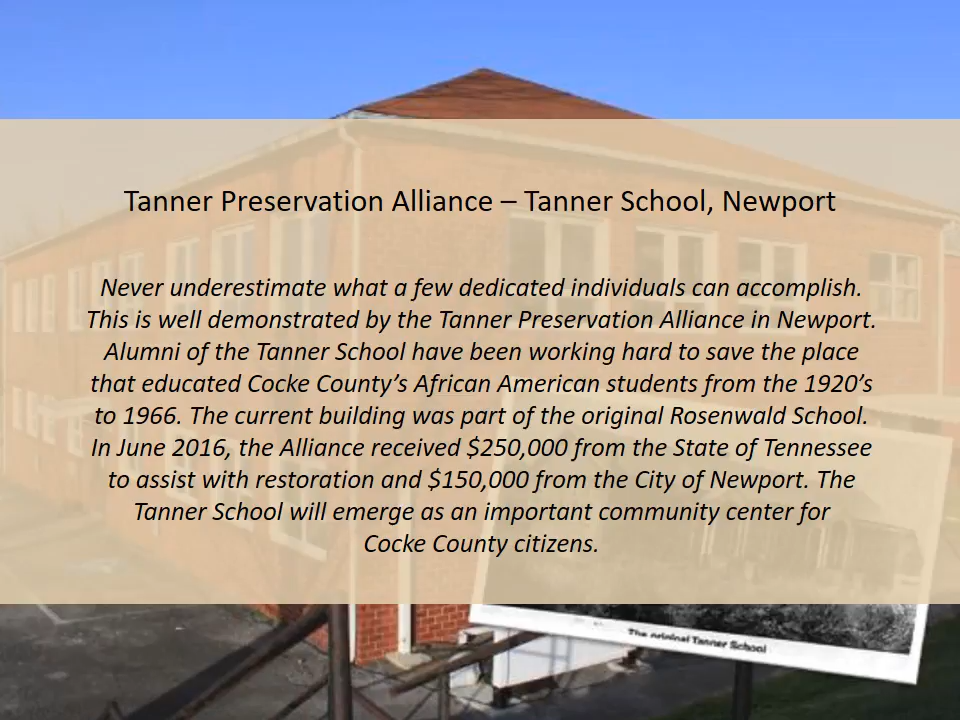 Tanner Preservation Alliance – Tanner School, Newport
Never underestimate what a few dedicated individuals can accomplish.
This is well demonstrated by the Tanner Preservation Alliance in Newport.
Alumni of the Tanner School have been working hard to save the place
that educated Cocke County’s African American students from the 1920’s
to 1966. The current building was part of the original Rosenwald School.
In June 2016, the Alliance received $250,000 from the State of Tennessee
to assist with restoration and $150,000 from the City of Newport. The
Tanner School will emerge as an important community center for
Cocke County citizens.
The original Tanner School